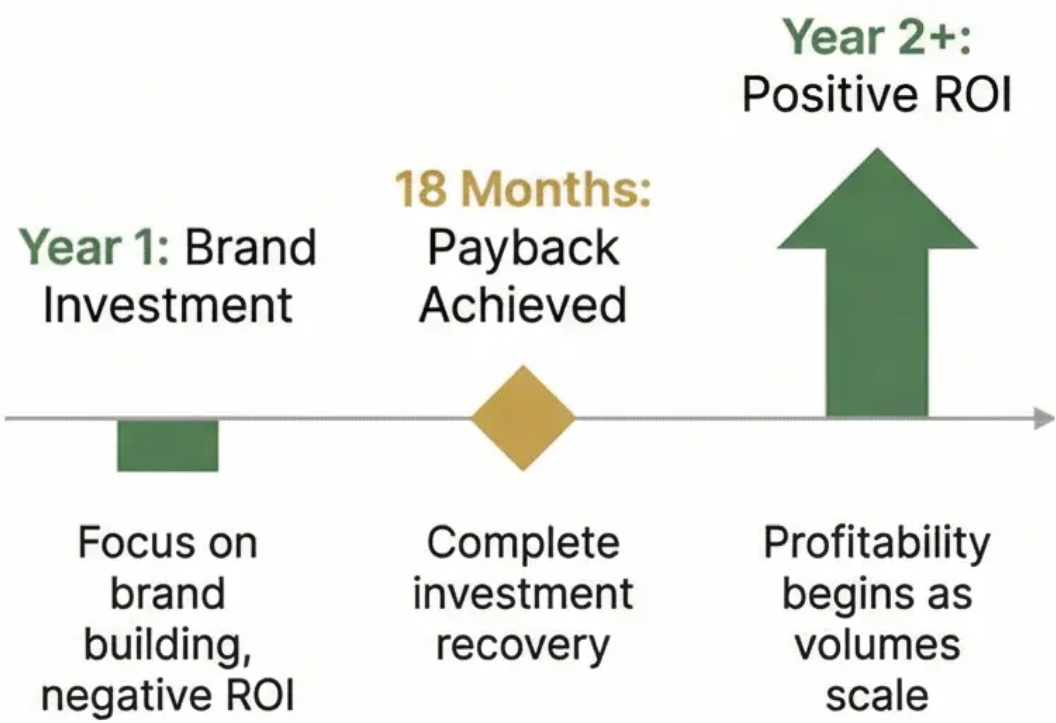 Year 1: Brand
Investment
Focus on
brand
building,
negative ROI
18 Months:
Payback
Achieved
Complete
investment
recovery
Year 2+:
Positive ROI
Profitability
begins as
volumes
scale